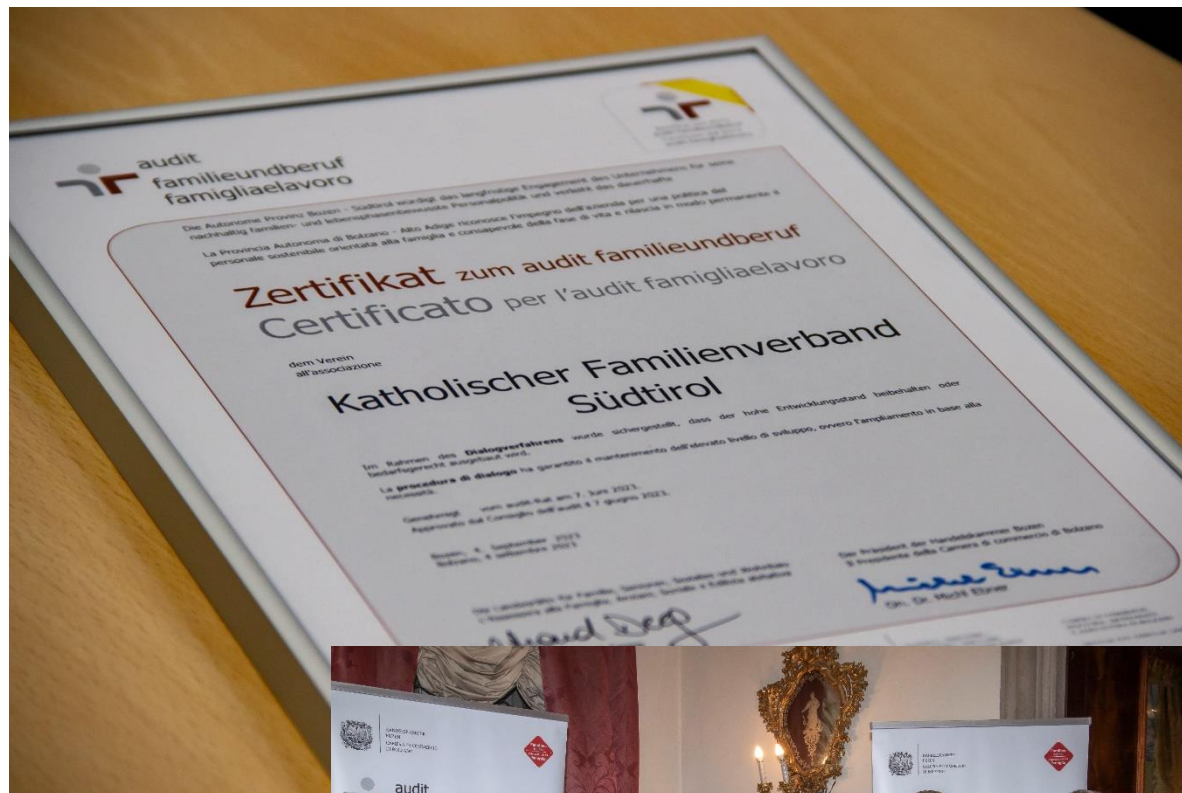 audit
familieundberuf
famigliaelavoro
Die Autonome Provinz Bozen - Südtirol würdigt das langfristige Engagement des Unternehmens für seine
nachhaltig familien- und lebensphasenbewusste Personalpolitik und verleiht das dauerhafte
La Provincia Autonoma di Bolzano - Alto Adige riconosce l'impegno dell'azienda per una politica del
personale sostenibile orientata alla famiglia e consapevole della fase di vita e rilascia in modo permanente il
Zertifikat zum audit familieundberuf
Certificato per l'audit famigliaelavoro
dem Verein
all'associazione
Katholischer Familienverband
Südtirol
Im Rahmen des Dialogverfahrens wurde sichergestellt, dass der hohe Entwicklungsstand beibehalten oder
bedarfsgerecht ausgebaut wird.
La procedura di dialogo ha garantito il mantenimento dell'elevato livello di sviluppo, ovvero l'ampliamento in base alla
necessità.
Genehmigt vom audit-Rat am 7. Juni 2023.
Approvato dal Consiglio dell'audit il 7 giugno 2023.
Bozen, 4. September 2023
Bolzano, 4 settembre 2023
Die Landesrätin für Familie, Senioren, Soziales und Wohnbau
L'Assessora alla Famiglia, Anziani, Sociale e Edilizia abitativa
Der Präsident der Handelskammer Bozen
Il Presidente della Camera di commercio di Bolzano
On. Dr. Michl Ebner
audit